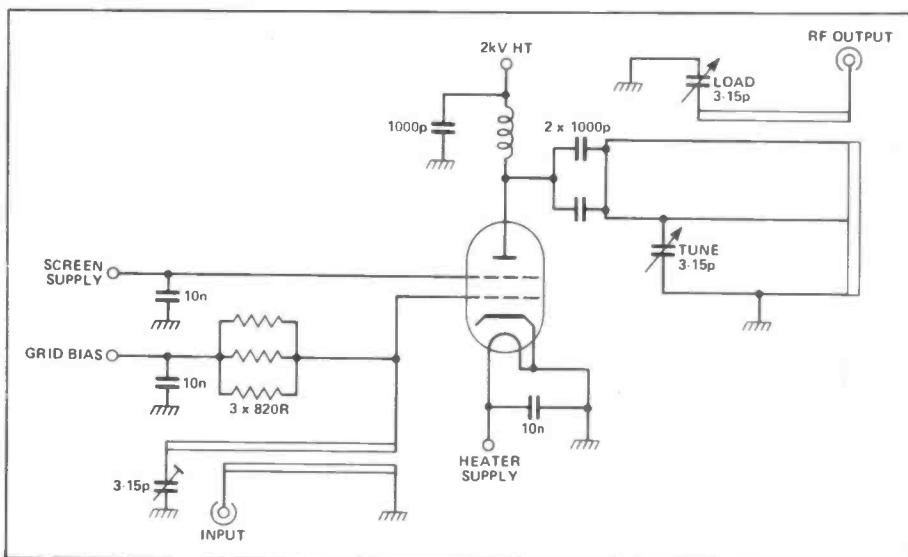 2kV HT
RF OUTPUT
LOAD
3·15p
1000p
2 x 1000p
TUNE
3·15p
SCREEN
SUPPLY
10n
GRID BIAS
10n
3 x 820R
10n
HEATER
SUPPLY
3·15p
INPUT